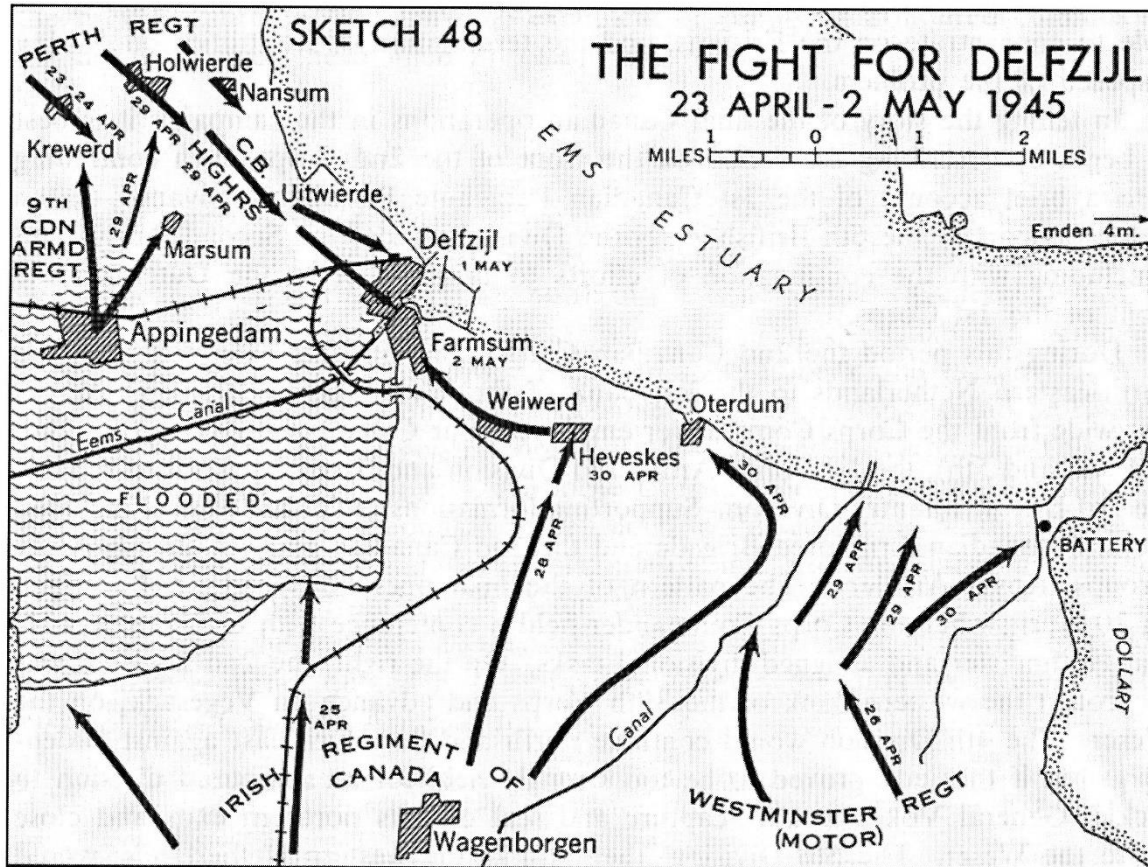 SKETCH 48
THE FIGHT FOR DELFZIJL
23 APRIL - 2 MAY 1945
MILES 1 0 1 2 MILES
PERTH REGT
23-24 APR
Holwierde
Nansum
Krewerd
29 APR
C.B. HIGHRS
29 APR
29 APR
Uitwierde
9TH
CDN
ARMD
REGT
Marsum
EMS ESTUARY
Emden 4m.
Delfzijl
1 MAY
Appingedam
Farmsum
2 MAY
Eems Canal
FLOODED
Weiwerd
Heveskes
30 APR
Oterdum
30 APR
28 APR
29 APR
29 APR
30 APR
BATTERY
DOLLART
25 APR
IRISH REGIMENT OF CANADA
Wagenborgen
Canal
26 APR
WESTMINSTER REGT
(MOTOR)